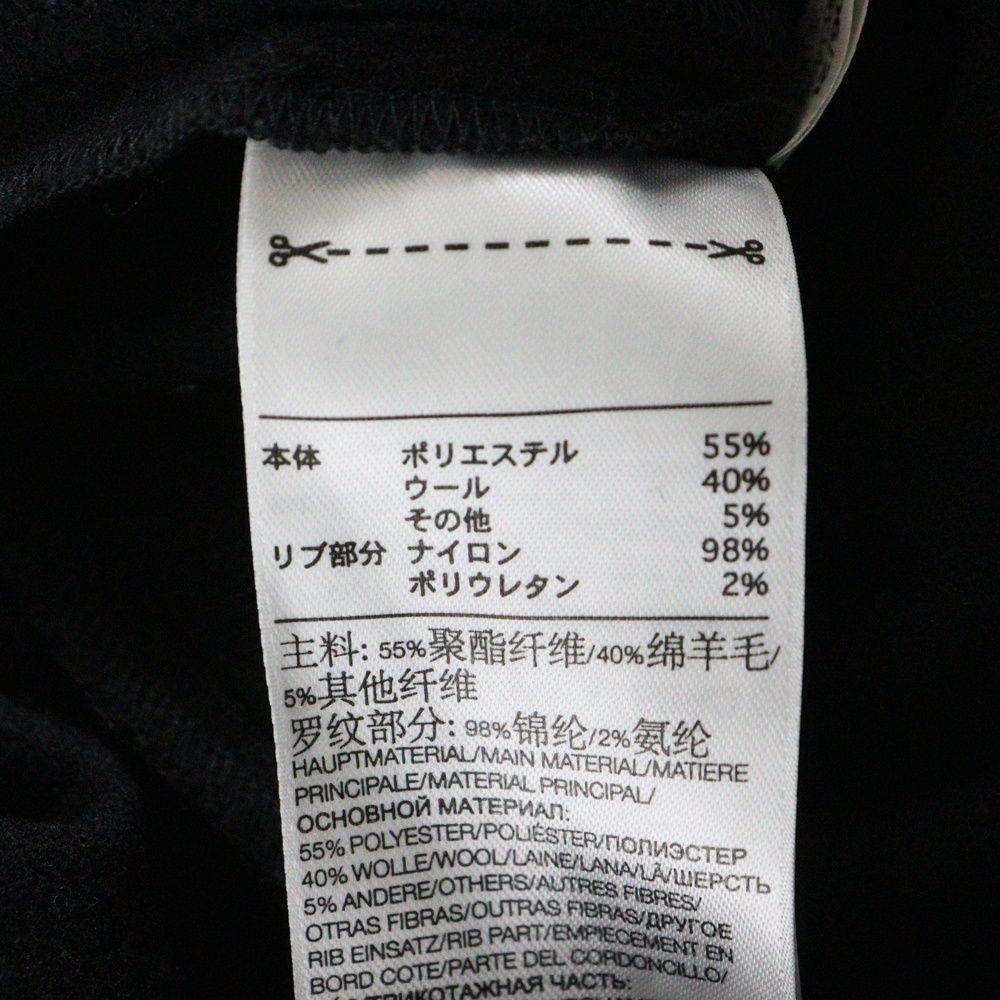 本体 ポリエステル 55%
ウール 40%
その他 5%
リブ部分 ナイロン 98%
ポリウレタン 2%
主料: 55%聚酯纤维/40%绵羊毛/
5%其他纤维
罗纹部分: 98%锦纶/2%氨纶
HAUPTMATERIAL/MAIN MATERIAL/MATIERE
PRINCIPALE/MATERIAL PRINCIPAL/
ОСНОВНОЙ МАТЕРИАЛ:
55% POLYESTER/POLIÉSTER/ПОЛИЭСТЕР
40% WOLLE/WOOL/LAINE/LANA/LÃ/ШЕРСТЬ
5% ANDERE/OTHERS/AUTRES FIBRES/
OTRAS FIBRAS/OUTRAS FIBRAS/ДРУГОЕ
RIB EINSATZ/RIB PART/EMPIECEMENT EN
BORD COTE/PARTE DEL CORDONCILLO/
ТРИКОТАЖНАЯ ЧАСТЬ: